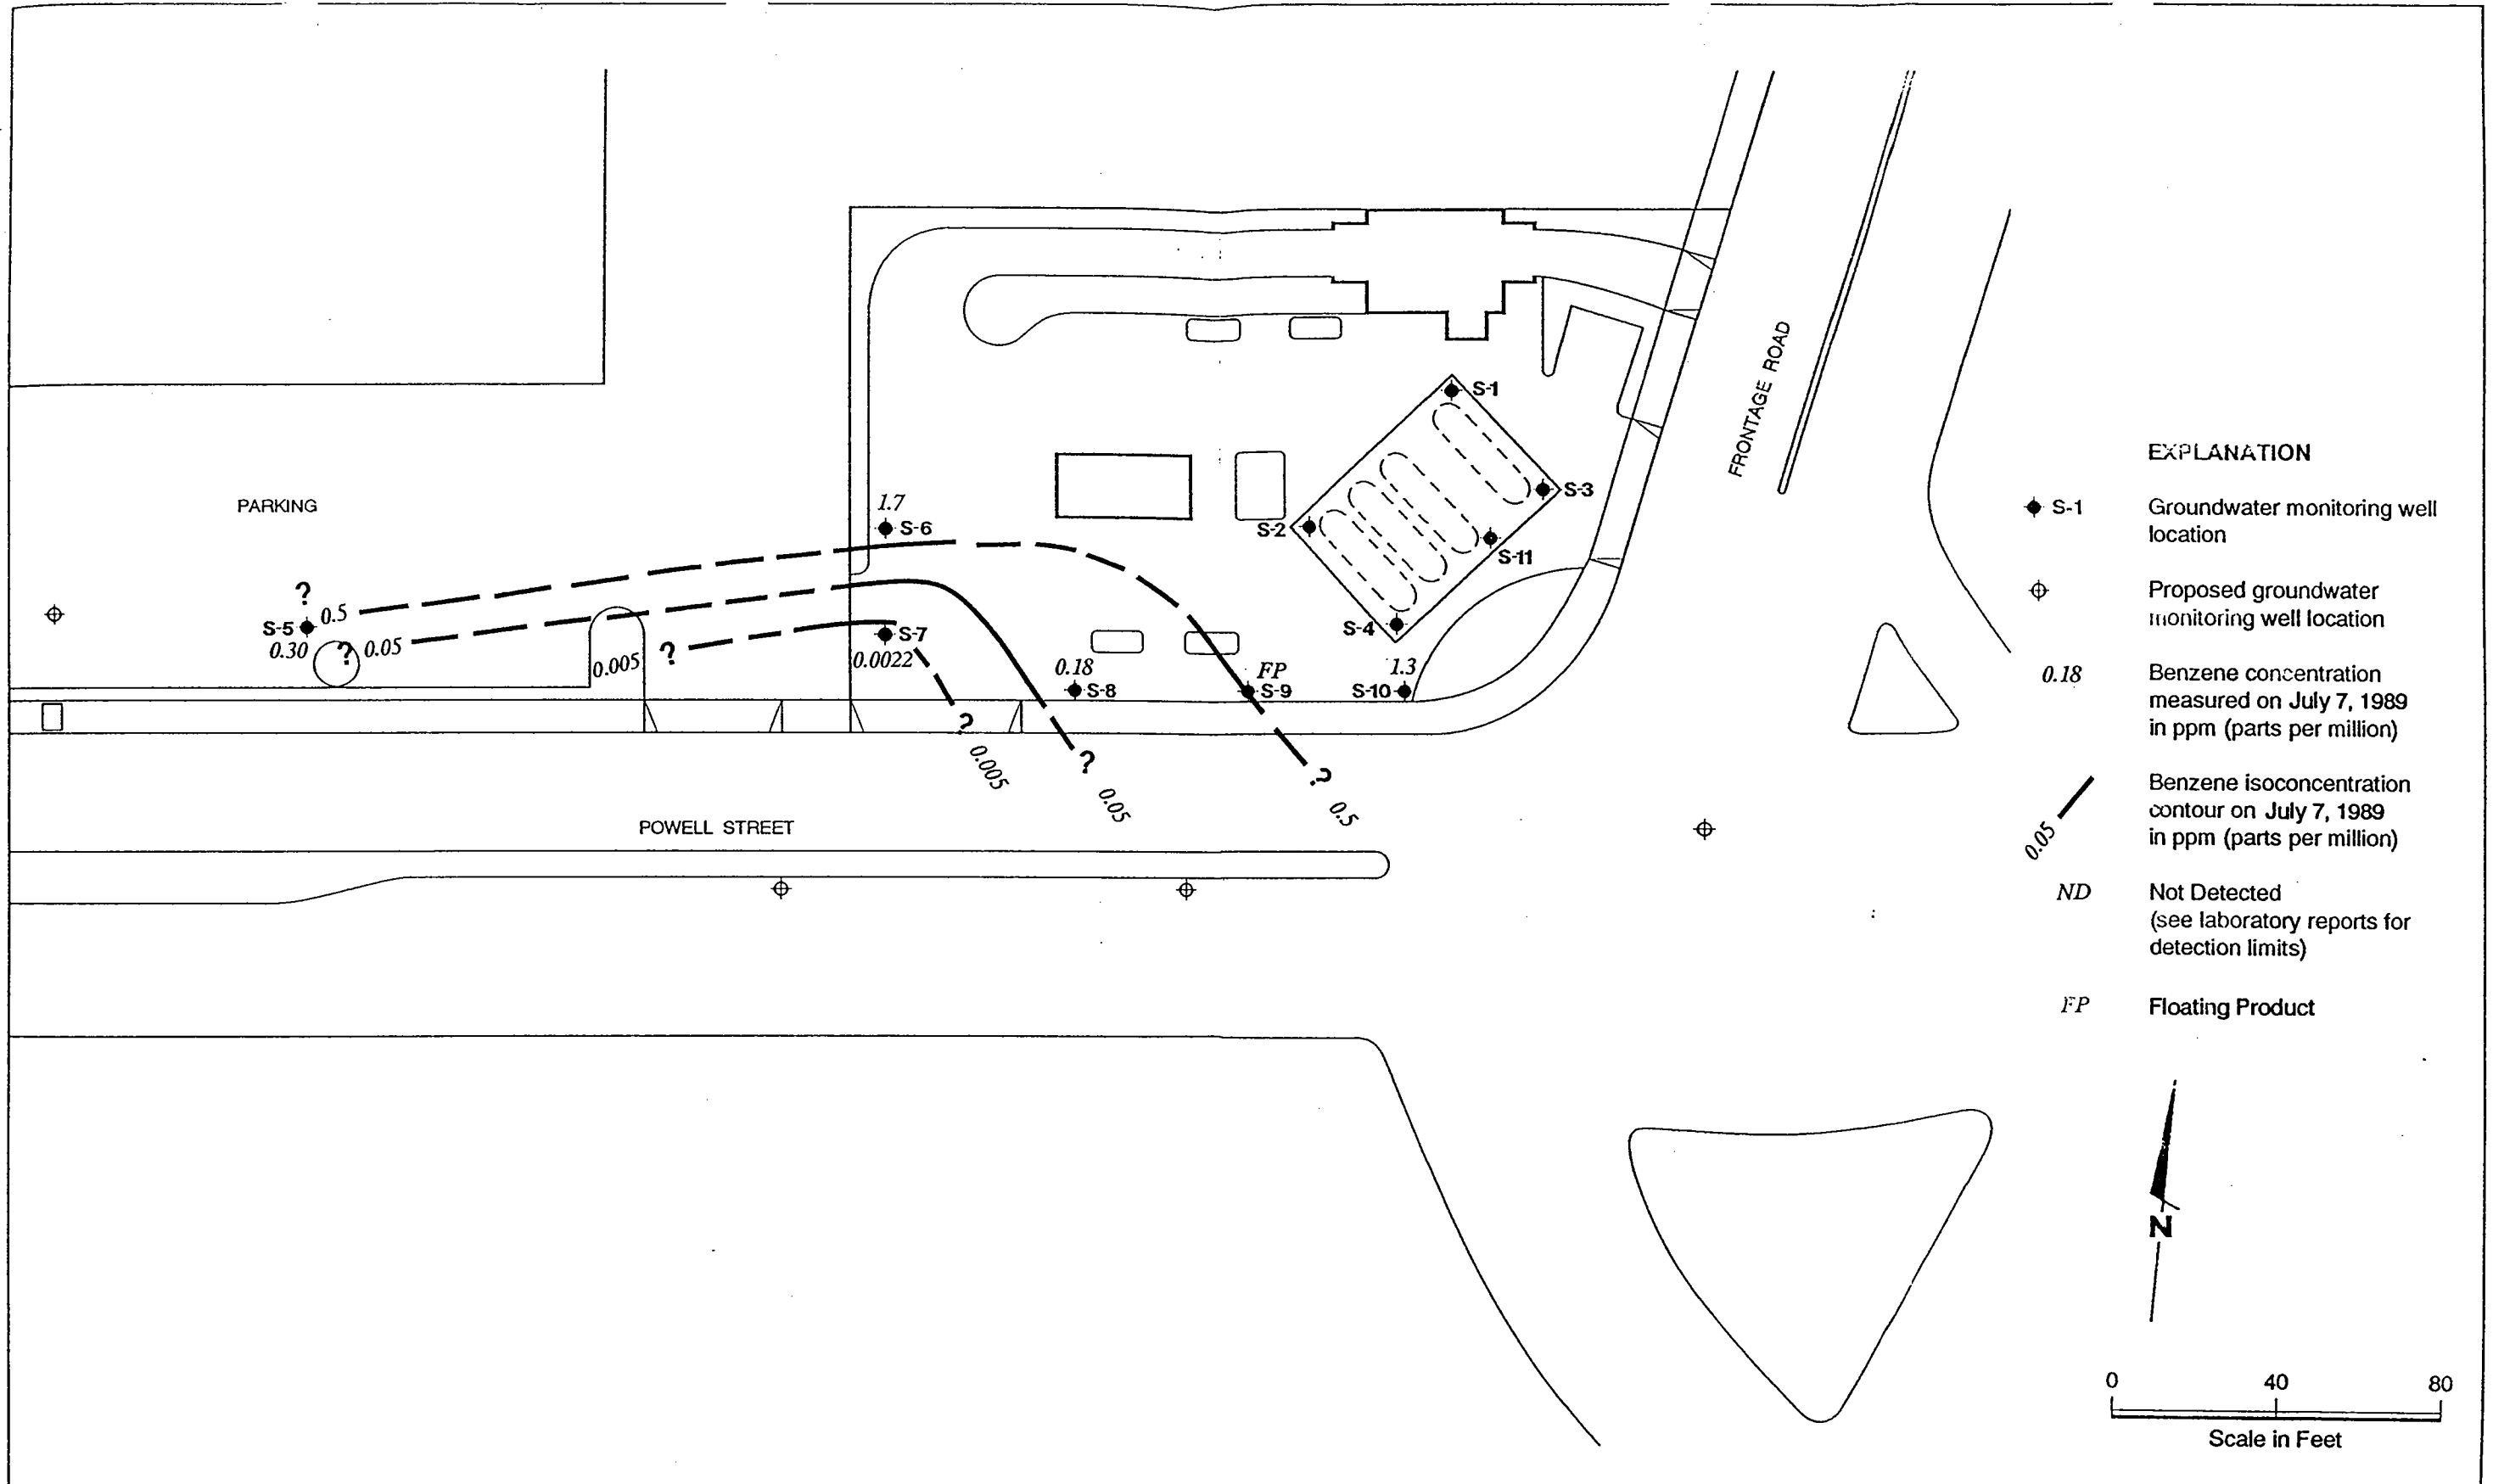 S-1
FRONTAGE ROAD
EXPLANATION
S-3
PARKING
1.7
S-6
S-2
S-11
S-1 Groundwater monitoring well
location
Proposed groundwater
monitoring well location
?
0.5
S-5
0.30
? 0.05
0.005
?
S-7
0.0022
S-4
0.18
S-8
FP
S-9
1.3
S-10
0.18 Benzene concentration
measured on July 7, 1989
in ppm (parts per million)
?
0.005
?
0.05
?
0.5
POWELL STREET
0.05 Benzene isoconcentration
contour on July 7, 1989
in ppm (parts per million)
ND Not Detected
(see laboratory reports for
detection limits)
FP Floating Product
N
0 40 80
Scale in Feet